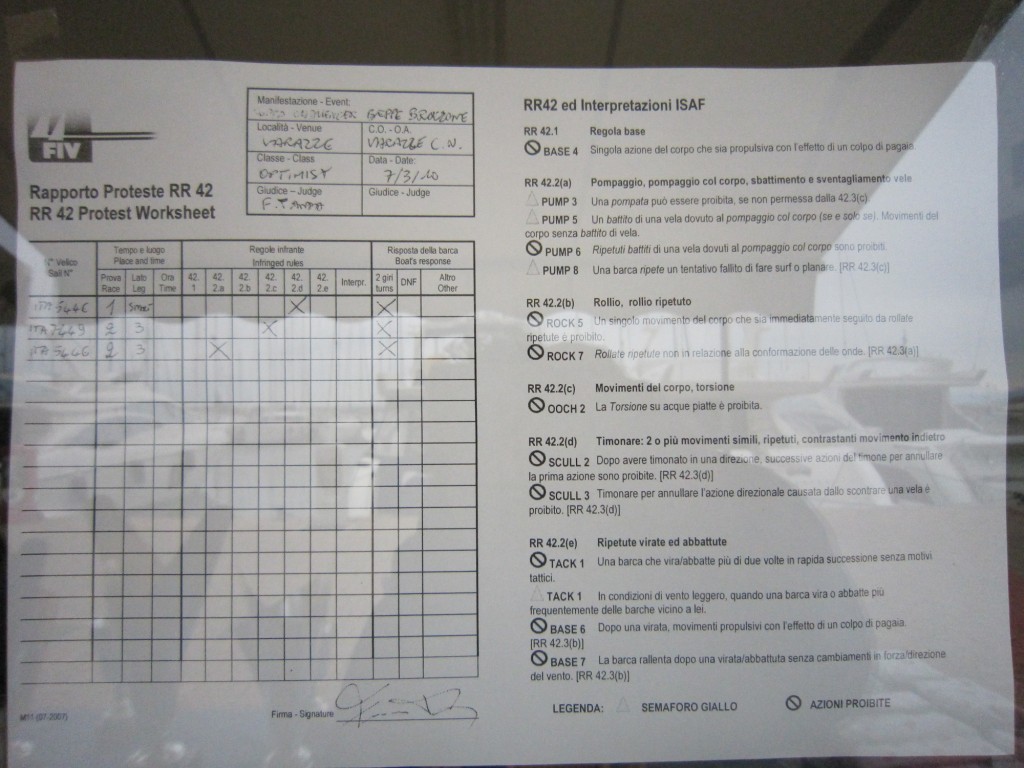 FIV
Rapporto Proteste RR 42
RR 42 Protest Worksheet
Manifestazione - Event:
BEPPE BROZZONE
Località - Venue
VARAZZE
C.O. - O.A.
VARAZZE C.N.
Classe - Class
OPTIMIST
Data - Date:
7/3/10
Giudice – Judge
Giudice - Judge
N° Velico
Sail N°
Tempo e luogo
Place and time
Regole infrante
Infringed rules
Risposta della barca
Boat's response
Prova Race
Lato Leg
Ora Time
42. 1
42. 2.a
42. 2.b
42. 2.c
42. 2.d
42. 2.e
Interpr.
2 giri turns
DNF
Altro Other
1 X X
2 3 X X
2 3 X X
M11 (07-2007)
Firma - Signature
RR42 ed Interpretazioni ISAF
RR 42.1 Regola base
BASE 4 Singola azione del corpo che sia propulsiva con l'effetto di un colpo di pagaia
RR 42.2(a) Pompaggio, pompaggio col corpo, sbattimento e sventagliamento vele
PUMP 3 Una pompata può essere proibita, se non permessa dalla 42.3(c)
PUMP 5 Un battito di una vela dovuto al pompaggio col corpo (se e solo se). Movimenti del
corpo senza battito di vela.
PUMP 6 Ripetuti battiti di una vela dovuti al pompaggio col corpo sono proibiti.
PUMP 8 Una barca ripete un tentativo fallito di fare surf o planare. [RR 42.3(c)]
RR 42.2(b) Rollio, rollio ripetuto
ROCK 5 Un singolo movimento del corpo che sia immediatamente seguito da rollate
ripetute è proibito.
ROCK 7 Rollate ripetute non in relazione alla conformazione delle onde. [RR 42.3(a)]
RR 42.2(c) Movimenti del corpo, torsione
OOCH 2 La Torsione su acque piatte è proibita.
RR 42.2(d) Timonare: 2 o più movimenti simili, ripetuti, contrastanti movimento indietro
SCULL 2 Dopo avere timonato in una direzione, successive azioni del timone per annullare
la prima azione sono proibite. [RR 42.3(d)]
SCULL 3 Timonare per annullare l'azione direzionale causata dallo scontrare una vela è
proibito. [RR 42.3(d)]
RR 42.2(e) Ripetute virate ed abbattute
TACK 1 Una barca che vira/abbatte più di due volte in rapida successione senza motivi
tattici.
TACK 1 In condizioni di vento leggero, quando una barca vira o abbatte più
frequentemente delle barche vicino a lei.
BASE 6 Dopo una virata, movimenti propulsivi con l'effetto di un colpo di pagaia.
[RR 42.3(b)]
BASE 7 La barca rallenta dopo una virata/abbattuta senza cambiamenti in forza/direzione
del vento. [RR 42.3(b)]
LEGENDA: SEMAFORO GIALLO AZIONI PROIBITE